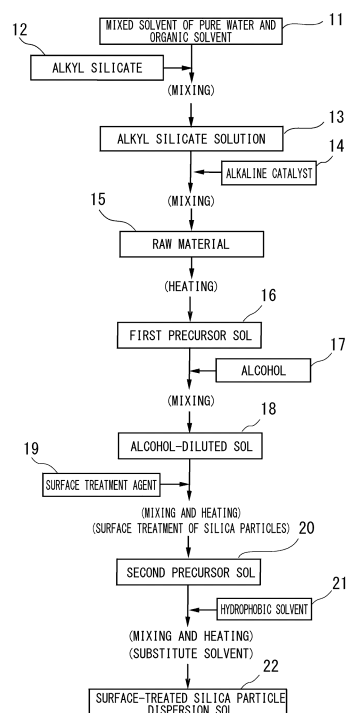 11
MIXED SOLVENT OF PURE WATER AND
ORGANIC SOLVENT
12
ALKYL SILICATE
(MIXING)
13
ALKYL SILICATE SOLUTION
14
ALKALINE CATALYST
(MIXING)
15
RAW MATERIAL
(HEATING)
16
FIRST PRECURSOR SOL
17
ALCOHOL
(MIXING)
18
ALCOHOL-DILUTED SOL
19
SURFACE TREATMENT AGENT
(MIXING AND HEATING)
(SURFACE TREATMENT OF SILICA PARTICLES)
20
SECOND PRECURSOR SOL
21
HYDROPHOBIC SOLVENT
(MIXING AND HEATING)
(SUBSTITUTE SOLVENT)
22
SURFACE-TREATED SILICA PARTICLE
DISPERSION SOL